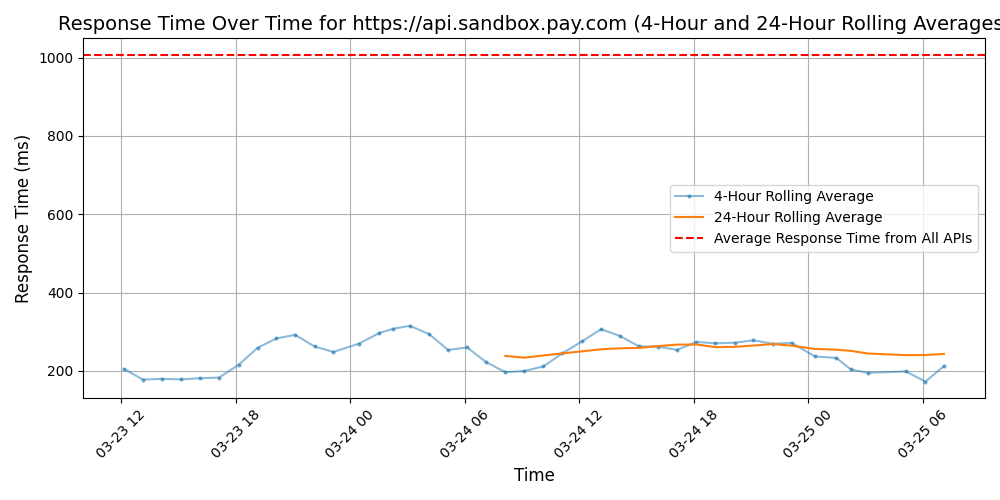 Response Time Over Time for https://api.sandbox.pay.com (4-Hour and 24-Hour Rolling Averages
Response Time (ms)
1000
800
600
400
200
4-Hour Rolling Average
24-Hour Rolling Average
Average Response Time from All APIs
03-23 12
03-23 18
03-24 00
03-24 06
03-24 12
03-24 18
03-25 00
03-25 06
Time